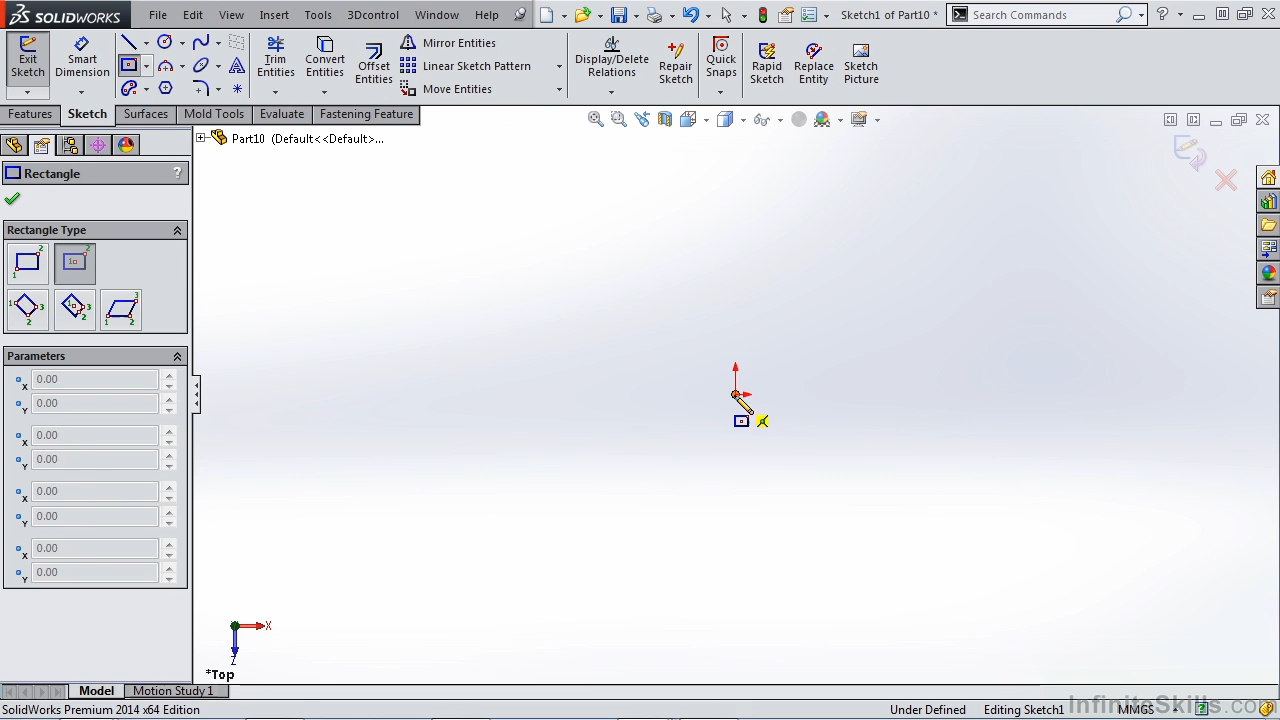 SOLIDWORKS File Edit View Insert Tools 3Dcontrol Window Help Sketch1 of Part10 * Search Commands
Exit Sketch Smart Dimension Trim Entities Convert Entities Offset Entities Mirror Entities Linear Sketch Pattern Move Entities Display/Delete Relations Repair Sketch Quick Snaps Rapid Sketch Replace Entity Sketch Picture
Features Sketch Surfaces Mold Tools Evaluate Fastening Feature
Part10 (Default<<Default>...
Rectangle ?
Rectangle Type
Parameters
X 0.00
Y 0.00
X 0.00
Y 0.00
X 0.00
Y 0.00
X 0.00
Y 0.00
X
Z
*Top
Model Motion Study 1
SolidWorks Premium 2014 x64 Edition Under Defined Editing Sketch1 MMGS
InfiniteSkills.com